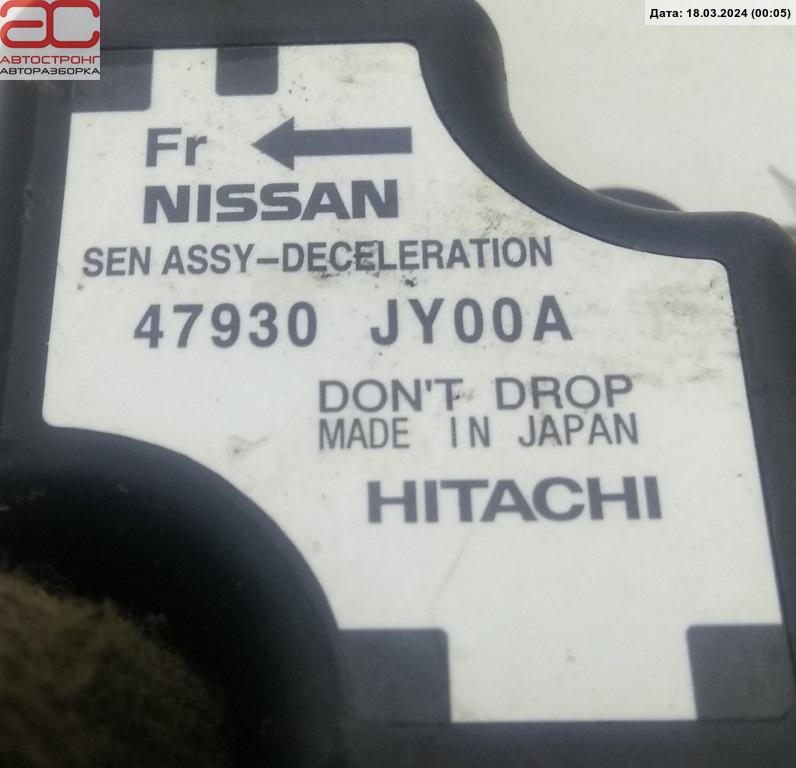 AC
АВТОСТРОНГ
АВТОРАЗБОРКА
Дата: 18.03.2024 (00:05)
Fr
NISSAN
SEN ASSY-DECELERATION
47930 JY00A
DON'T DROP
MADE IN JAPAN
HITACHI